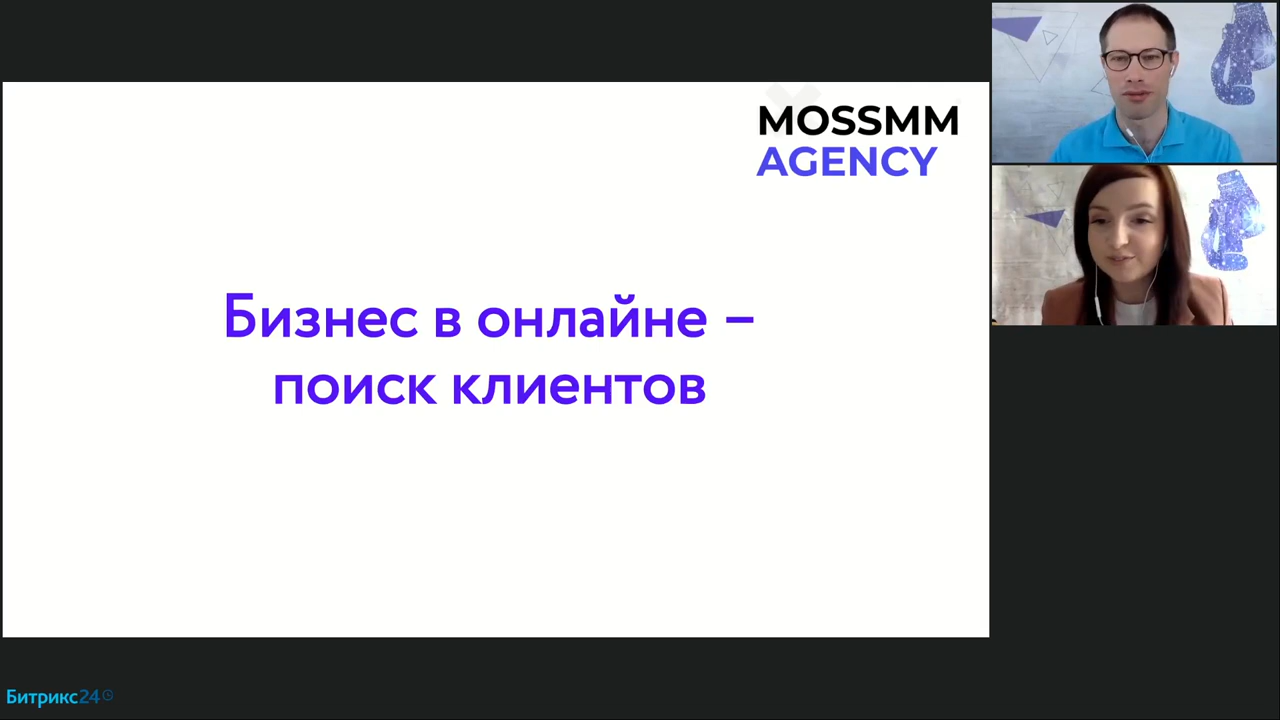 MOSSMM
AGENCY
Бизнес в онлайне –
поиск клиентов
Битрикс24